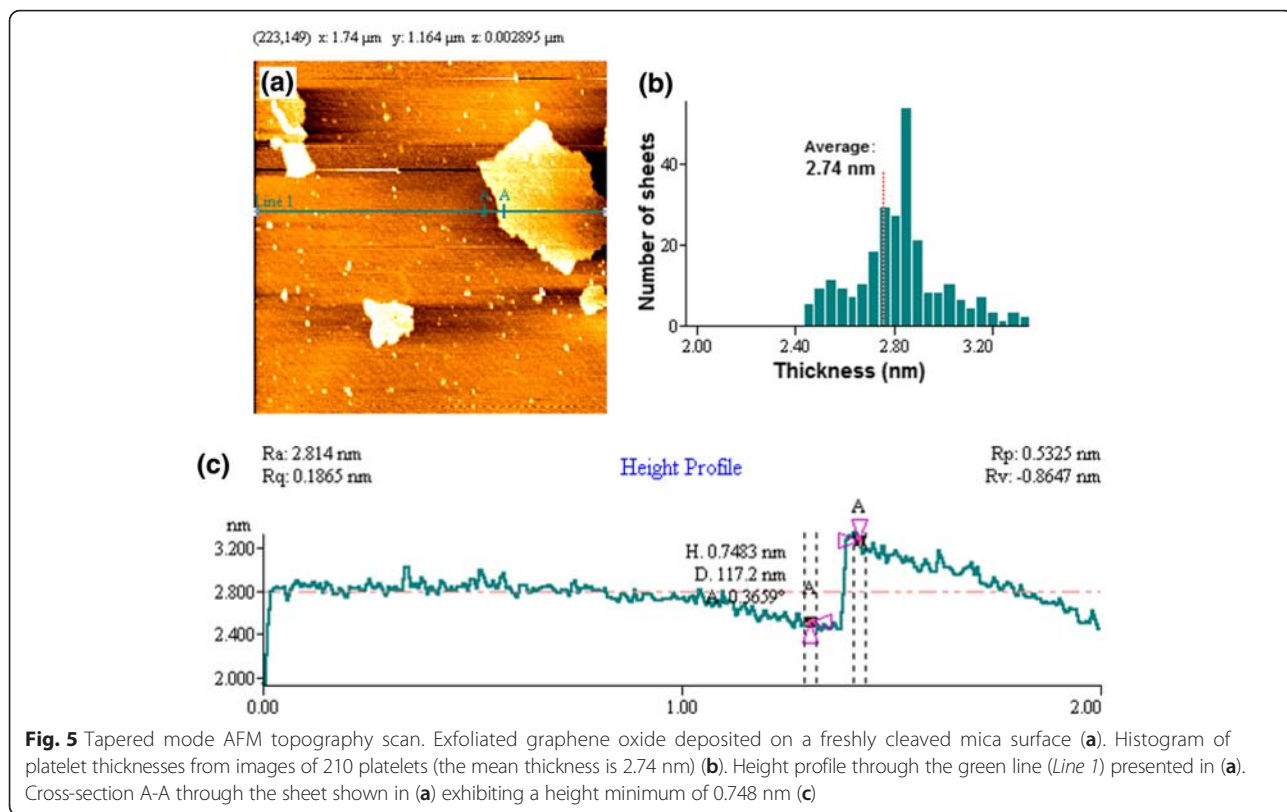 (223,149) x: 1.74 µm y: 1.164 µm z: 0.002895 µm
(a)
Line 1
A A
(b)
Number of sheets
40
20
0
Average:
2.74 nm
2.00 2.40 2.80 3.20
Thickness (nm)
(c)
Ra: 2.814 nm
Rq: 0.1865 nm
Height Profile
Rp: 0.5325 nm
Rv: -0.8647 nm
nm
3.200
2.800
2.400
2.000
H. 0.7483 nm
D. 117.2 nm
A. 0.3659°
A
A
0.00 1.00 2.00
Fig. 5 Tapered mode AFM topography scan. Exfoliated graphene oxide deposited on a freshly cleaved mica surface (a). Histogram of
platelet thicknesses from images of 210 platelets (the mean thickness is 2.74 nm) (b). Height profile through the green line (Line 1) presented in (a).
Cross-section A-A through the sheet shown in (a) exhibiting a height minimum of 0.748 nm (c)